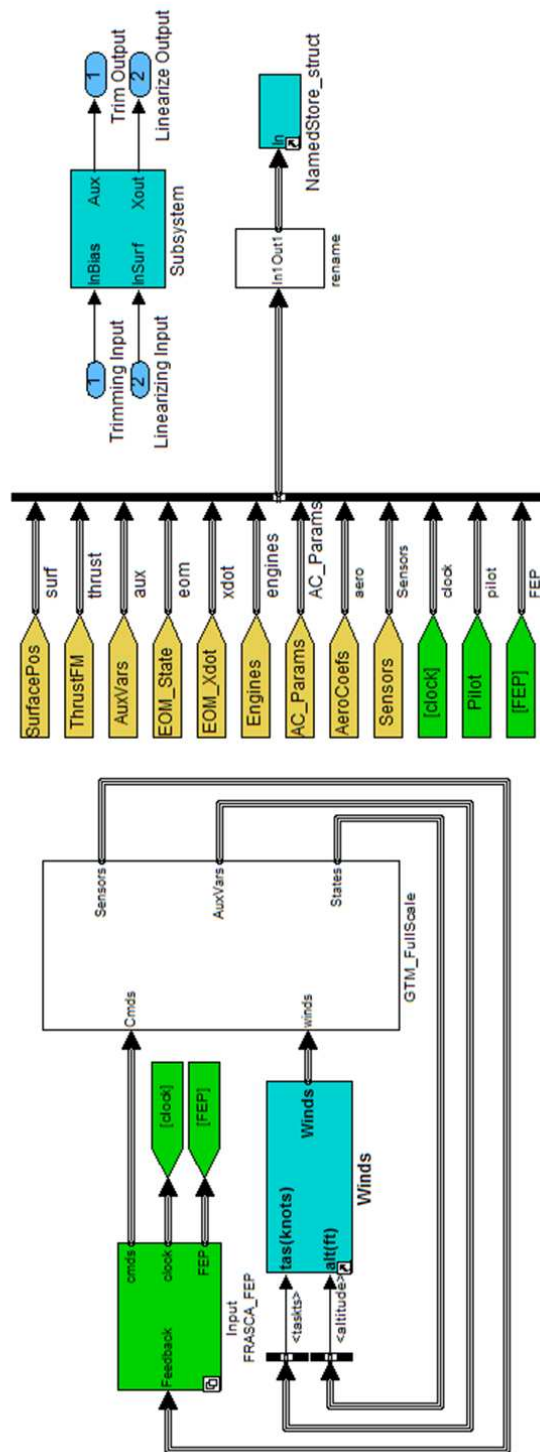 Feedback
cmds
clock
FEP
Input
FRASCA_FEP
[clock]
[FEP]
tas(knots)
alt(ft)
Winds
Winds
<taskts>
<altitude>
Cmds
winds
Sensors
AuxVars
States
GTM_FullScale
SurfacePos
surf
ThrustFM
thrust
AuxVars
aux
EOM_State
eom
EOM_Xdot
xdot
Engines
engines
AC_Params
AC_Params
AeroCoefs
aero
Sensors
Sensors
[clock]
clock
Pilot
pilot
[FEP]
FEP
1
Trimming Input
2
Linearizing Input
InBias
Aux
InSurf
Xout
Subsystem
1
Trim Output
2
Linearize Output
In1 Out1
rename
In
NamedStore_struct